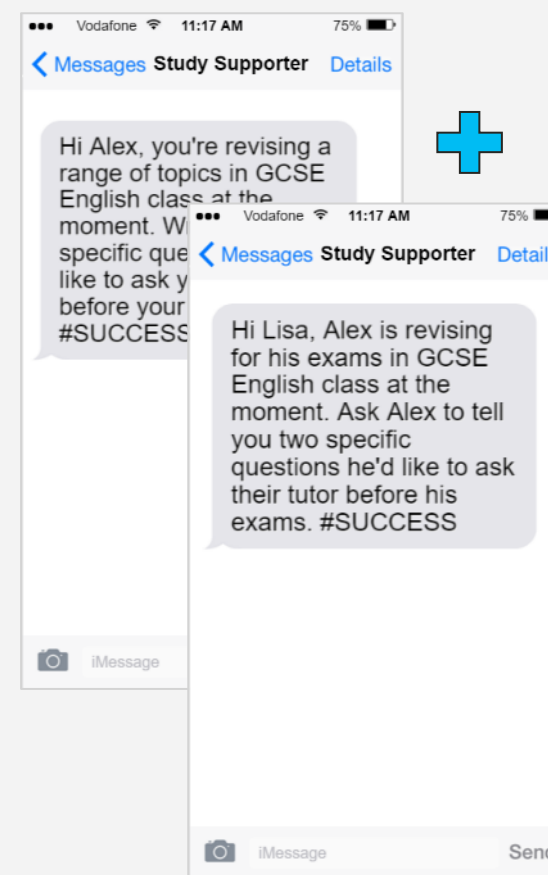 Vodafone 11:17 AM 75%
Messages Study Supporter Details
Hi Alex, you're revising a
range of topics in GCSE
English class at the
moment.
specific
like to ask
before your
#SUCCESS
iMessage
Vodafone 11:17 AM 75%
Messages Study Supporter
Hi Lisa, Alex is revising
for his exams in GCSE
English class at the
moment. Ask Alex to tell
you two specific
questions he'd like to ask
their tutor before his
exams. #SUCCESS
iMessage